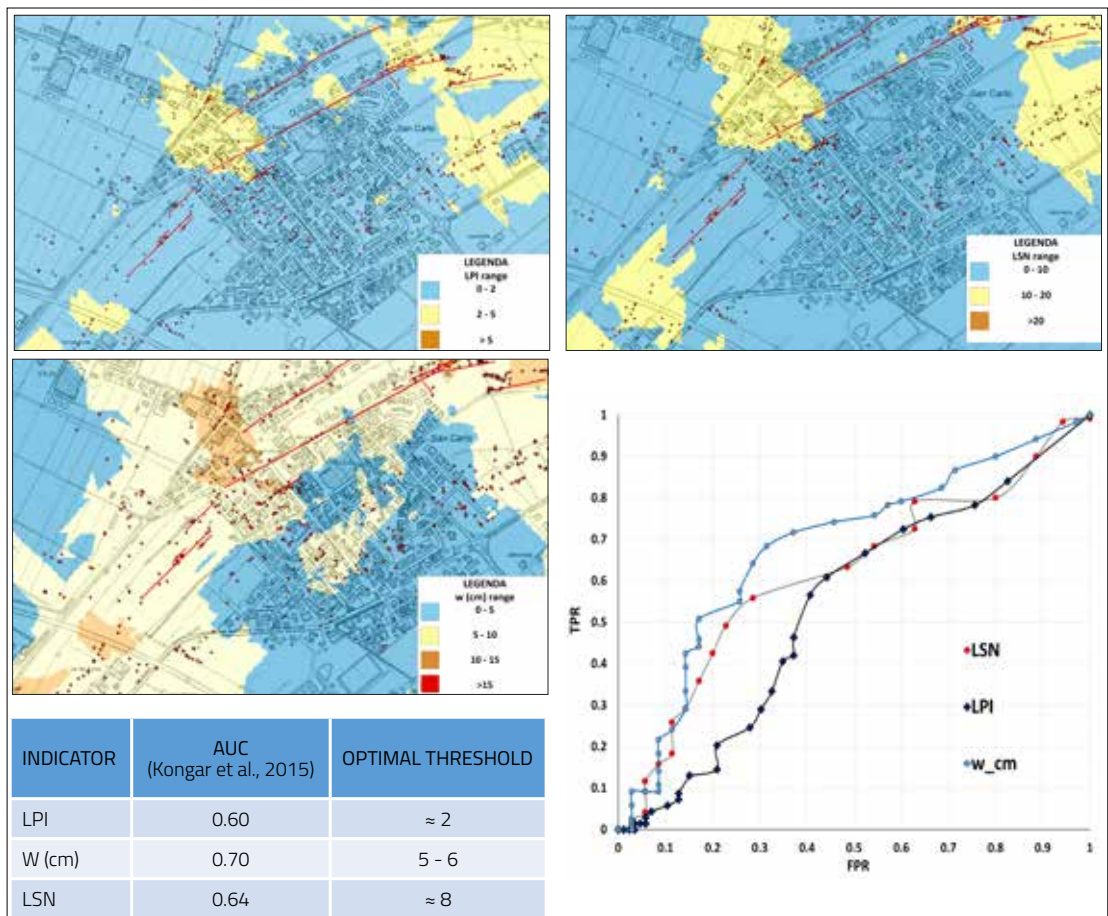 San Carlo
LEGENDA
LPI range
0 - 2
2 - 5
> 5
San Carlo
LEGENDA
LSN range
0 - 10
10 - 20
>20
San Carlo
LEGENDA
w (cm) range
0 - 5
5 - 10
10 - 15
>15
1
0.9
0.8
0.7
0.6
0.5
0.4
0.3
0.2
0.1
0
TPR
LSN
LPI
w_cm
0 0.1 0.2 0.3 0.4 0.5 0.6 0.7 0.8 0.9 1
FPR
INDICATOR AUC (Kongar et al., 2015) OPTIMAL THRESHOLD
LPI 0.60 ≈ 2
W (cm) 0.70 5 - 6
LSN 0.64 ≈ 8